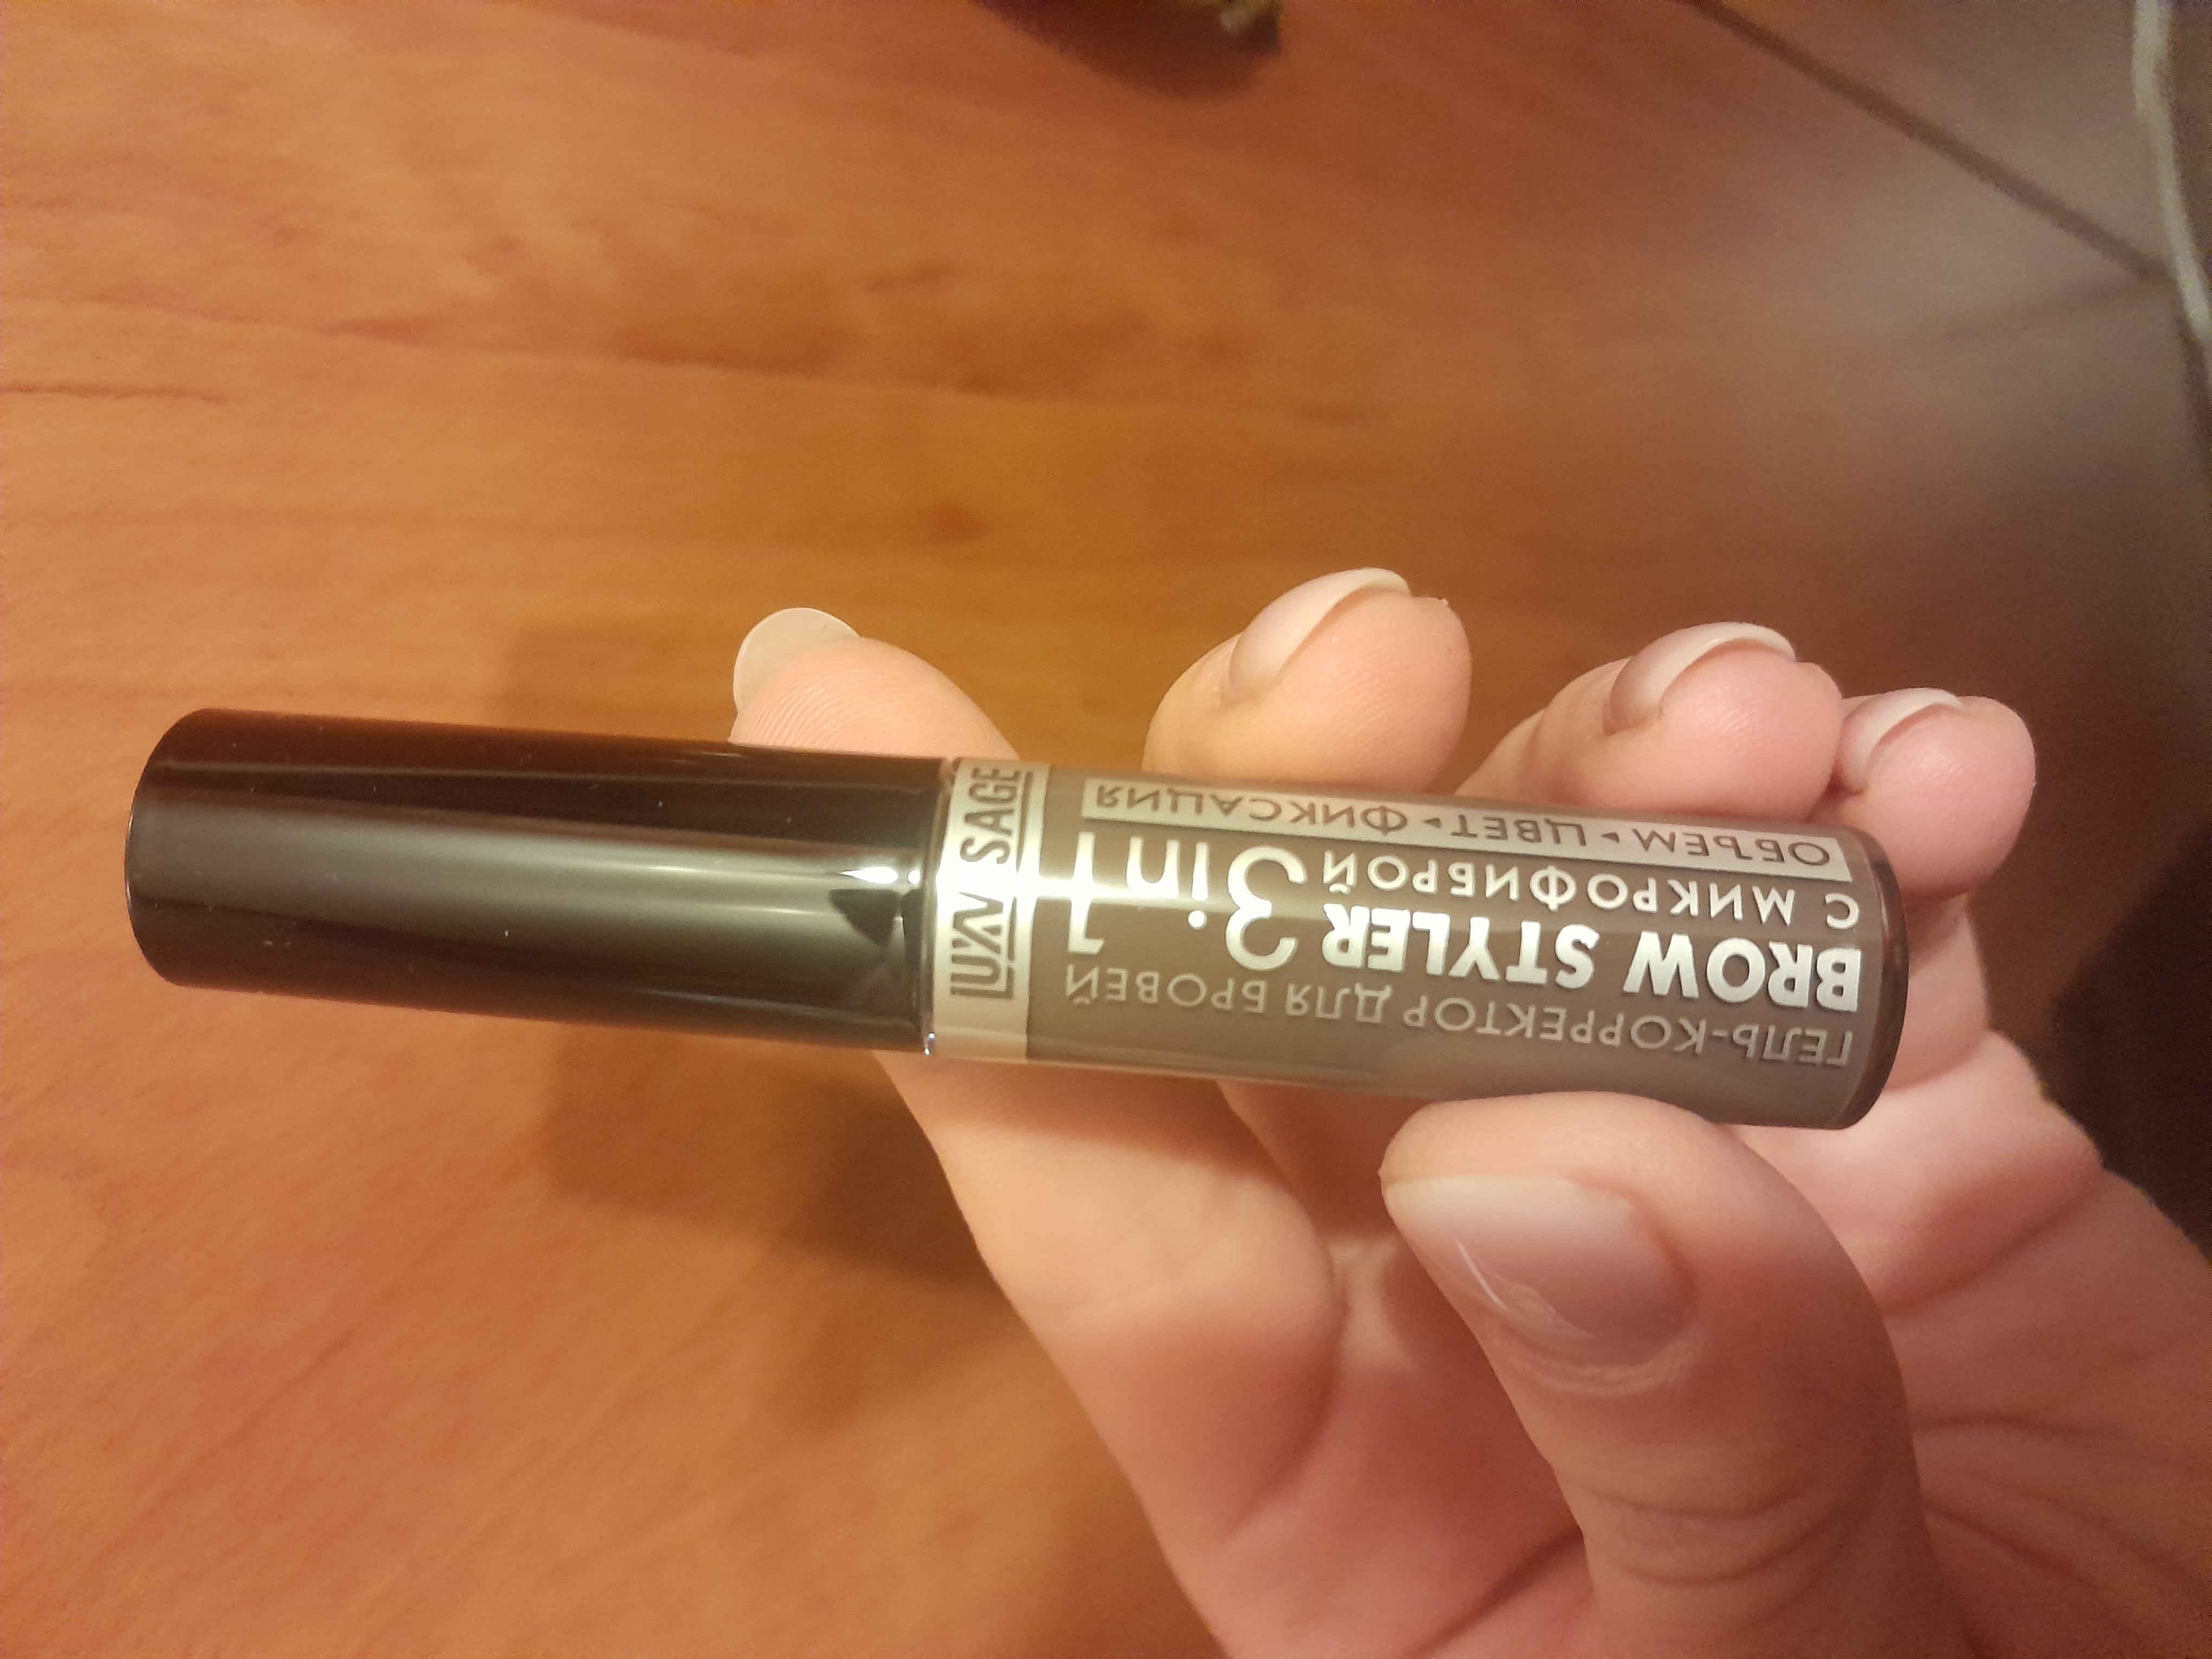 LUXVISAGE
ГЕЛЬ-КОРРЕКТОР ДЛЯ БРОВЕЙ
BROW STYLER 3in1
С МИКРОФИБРОЙ
ОБЪЕМ ▸ ЦВЕТ ▸ ФИКСАЦИЯ